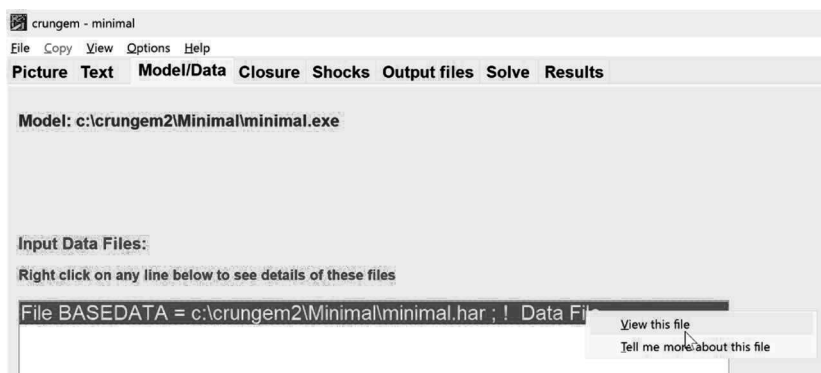 crungem - minimal
File Copy View Options Help
Picture Text Model/Data Closure Shocks Output files Solve Results
Model: c:\crungem2\Minimal\minimal.exe
Input Data Files:
Right click on any line below to see details of these files
File BASEDATA = c:\crungem2\Minimal\minimal.har ; ! Data
View this file
Tell me more about this file